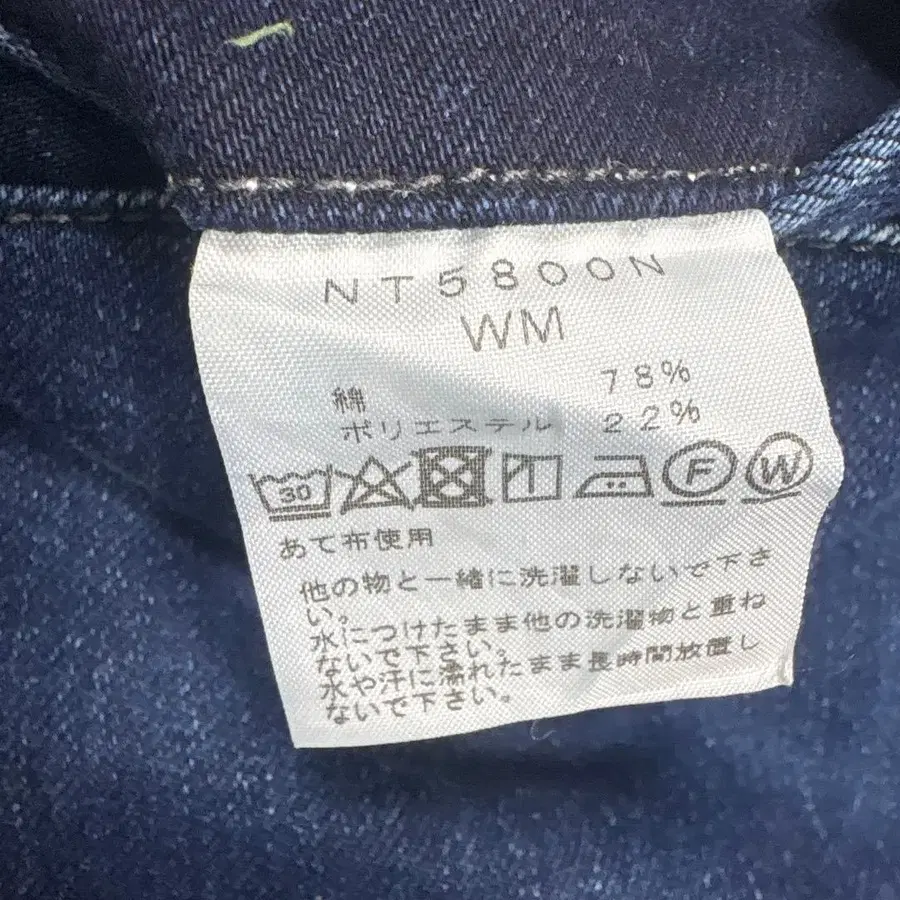 NT5800N
WM
綿 78%
ポリエステル 22%
30 F W
あて布使用
他の物と一緒に洗濯しないで下さ
い。
水につけたまま他の洗濯物と重ね
ないで下さい。
水や汗に濡れたまま長時間放置し
ないで下さい。